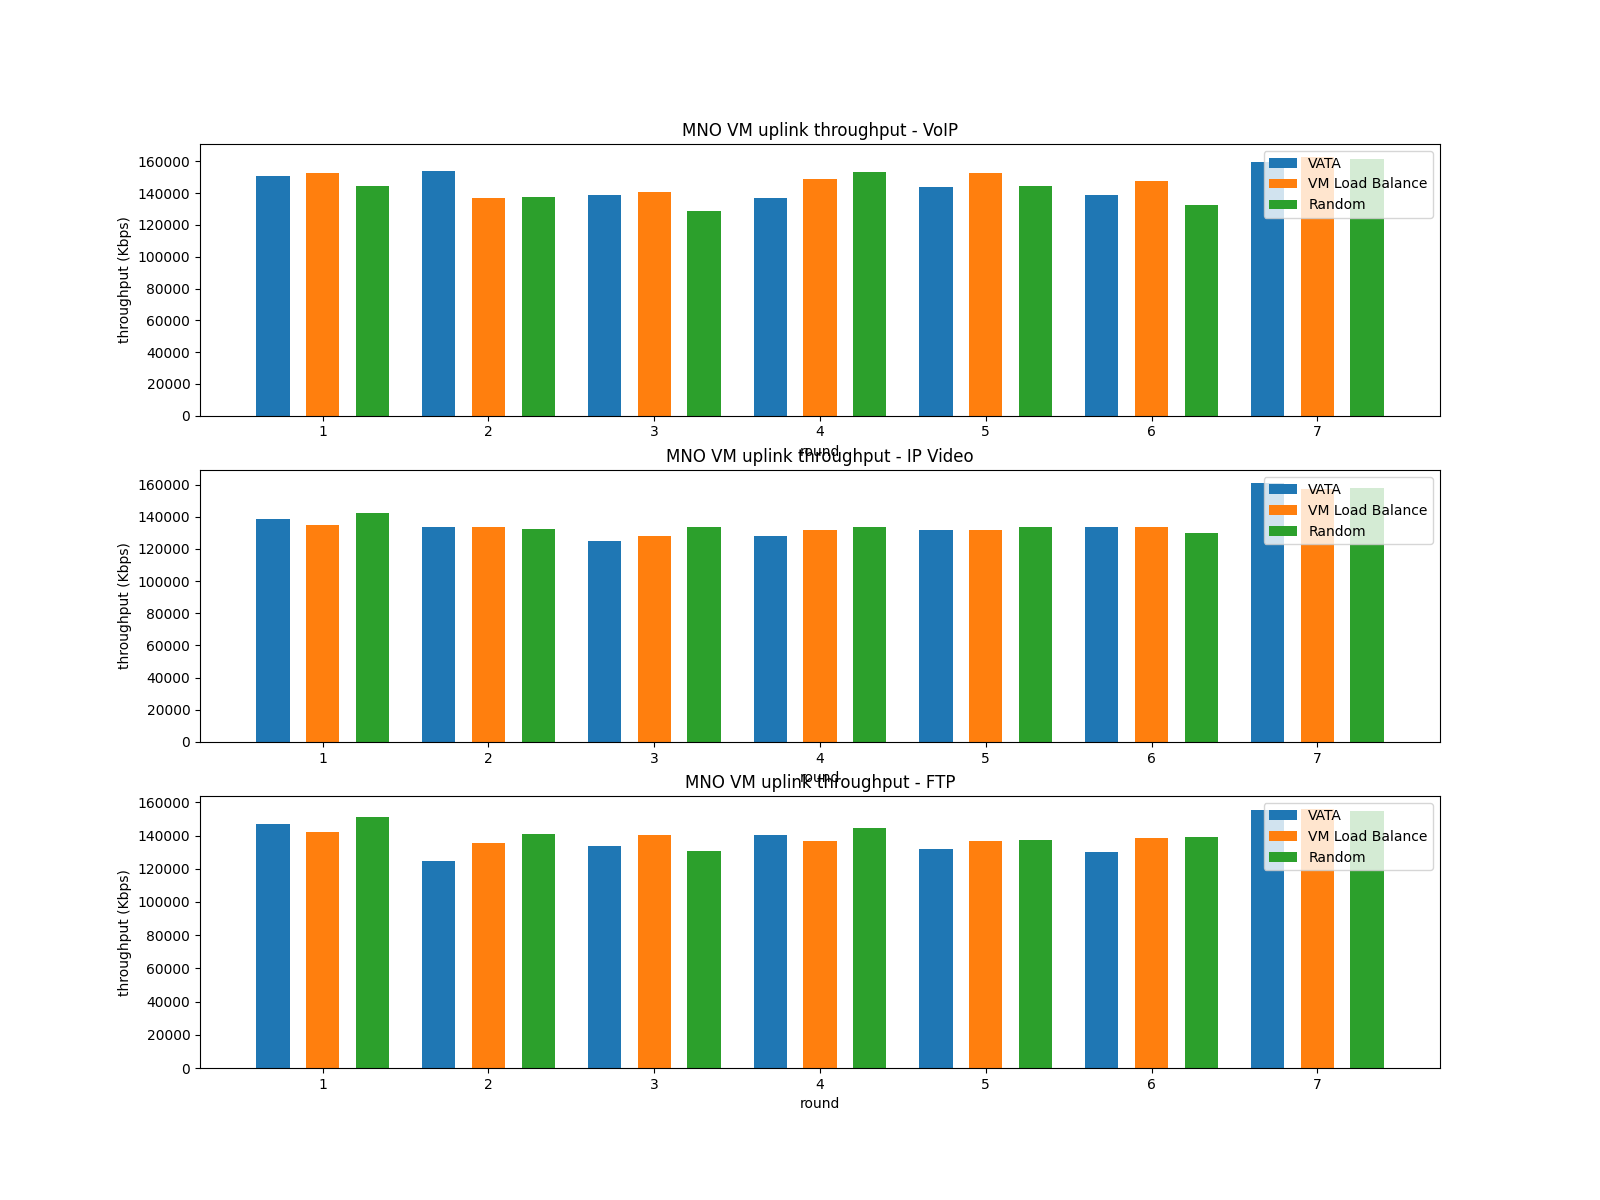 MNO VM uplink throughput - VoIP
throughput (Kbps)
160000
140000
120000
100000
80000
60000
40000
20000
0
VATA
VM Load Balance
Random
1 2 3 4 5 6 7
round
MNO VM uplink throughput - IP Video
throughput (Kbps)
160000
140000
120000
100000
80000
60000
40000
20000
0
VATA
VM Load Balance
Random
1 2 3 4 5 6 7
round
MNO VM uplink throughput - FTP
throughput (Kbps)
160000
140000
120000
100000
80000
60000
40000
20000
0
VATA
VM Load Balance
Random
1 2 3 4 5 6 7
round